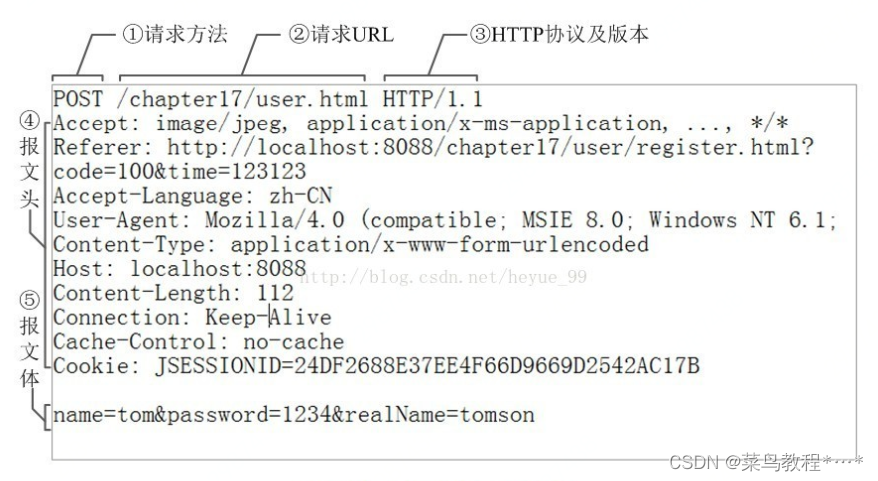 ①请求方法 ②请求URL ③HTTP协议及版本
POST /chapter17/user.html HTTP/1.1
④报文头
Accept: image/jpeg, application/x-ms-application, ..., */*
Referer: http://localhost:8088/chapter17/user/register.html?
code=100&time=123123
Accept-Language: zh-CN
User-Agent: Mozilla/4.0 (compatible; MSIE 8.0; Windows NT 6.1;
Content-Type: application/x-www-form-urlencoded
Host: localhost:8088
http://blog.csdn.net/heyue_99
Content-Length: 112
Connection: Keep-Alive
Cache-Control: no-cache
Cookie: JSESSIONID=24DF2688E37EE4F66D9669D2542AC17B
⑤报文体
name=tom&password=1234&realName=tomson
CSDN @菜鸟教程*…*